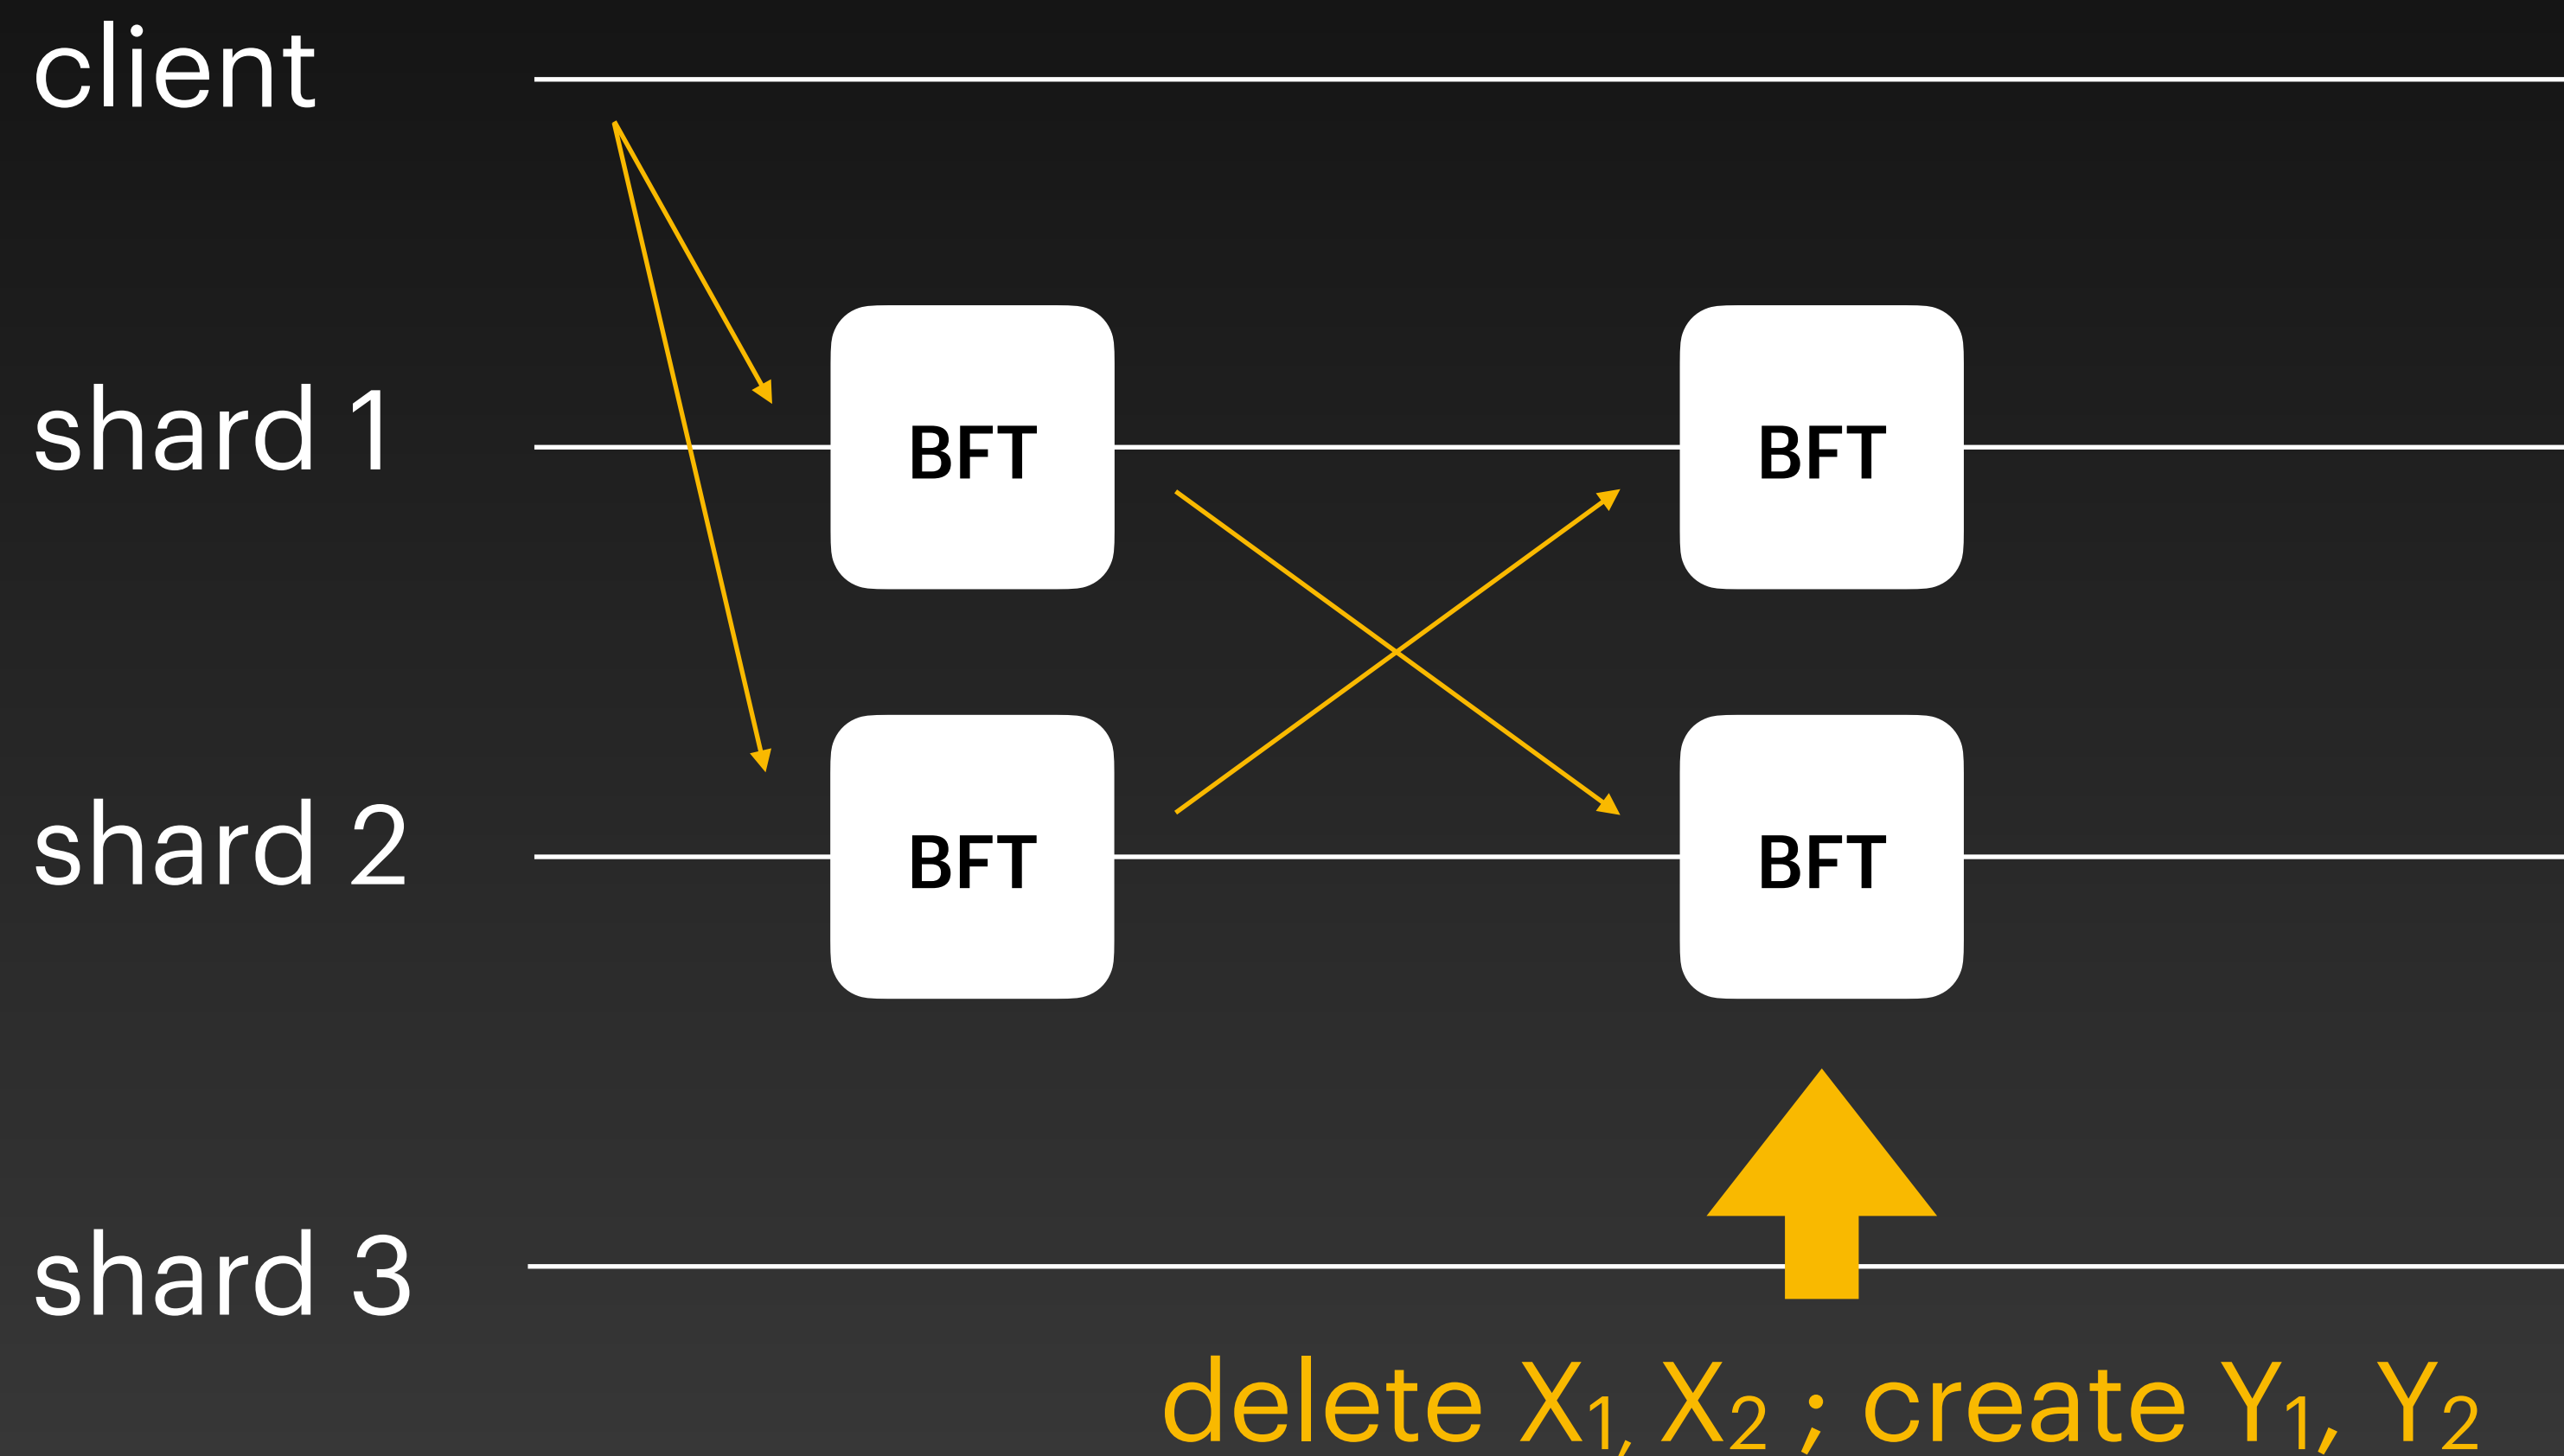 client
shard 1
BFT BFT
shard 2
BFT BFT
shard 3
delete X₁, X₂ ; create Y₁, Y₂